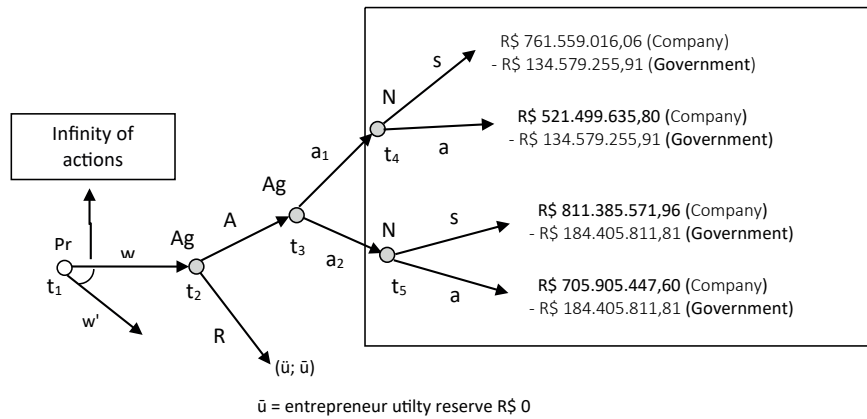 R$ 761.559.016,06 (Company)
- R$ 134.579.255,91 (Government)
s
N
R$ 521.499.635,80 (Company)
- R$ 134.579.255,91 (Government)
a
t4
a1
Infinity of
actions
Ag
A
t3
N
s
R$ 811.385.571,96 (Company)
- R$ 184.405.811,81 (Government)
a2
t5
a
R$ 705.905.447,60 (Company)
- R$ 184.405.811,81 (Government)
Pr
w
Ag
t1
t2
w'
R
(ü; ū)
ū = entrepreneur utilty reserve R$ 0